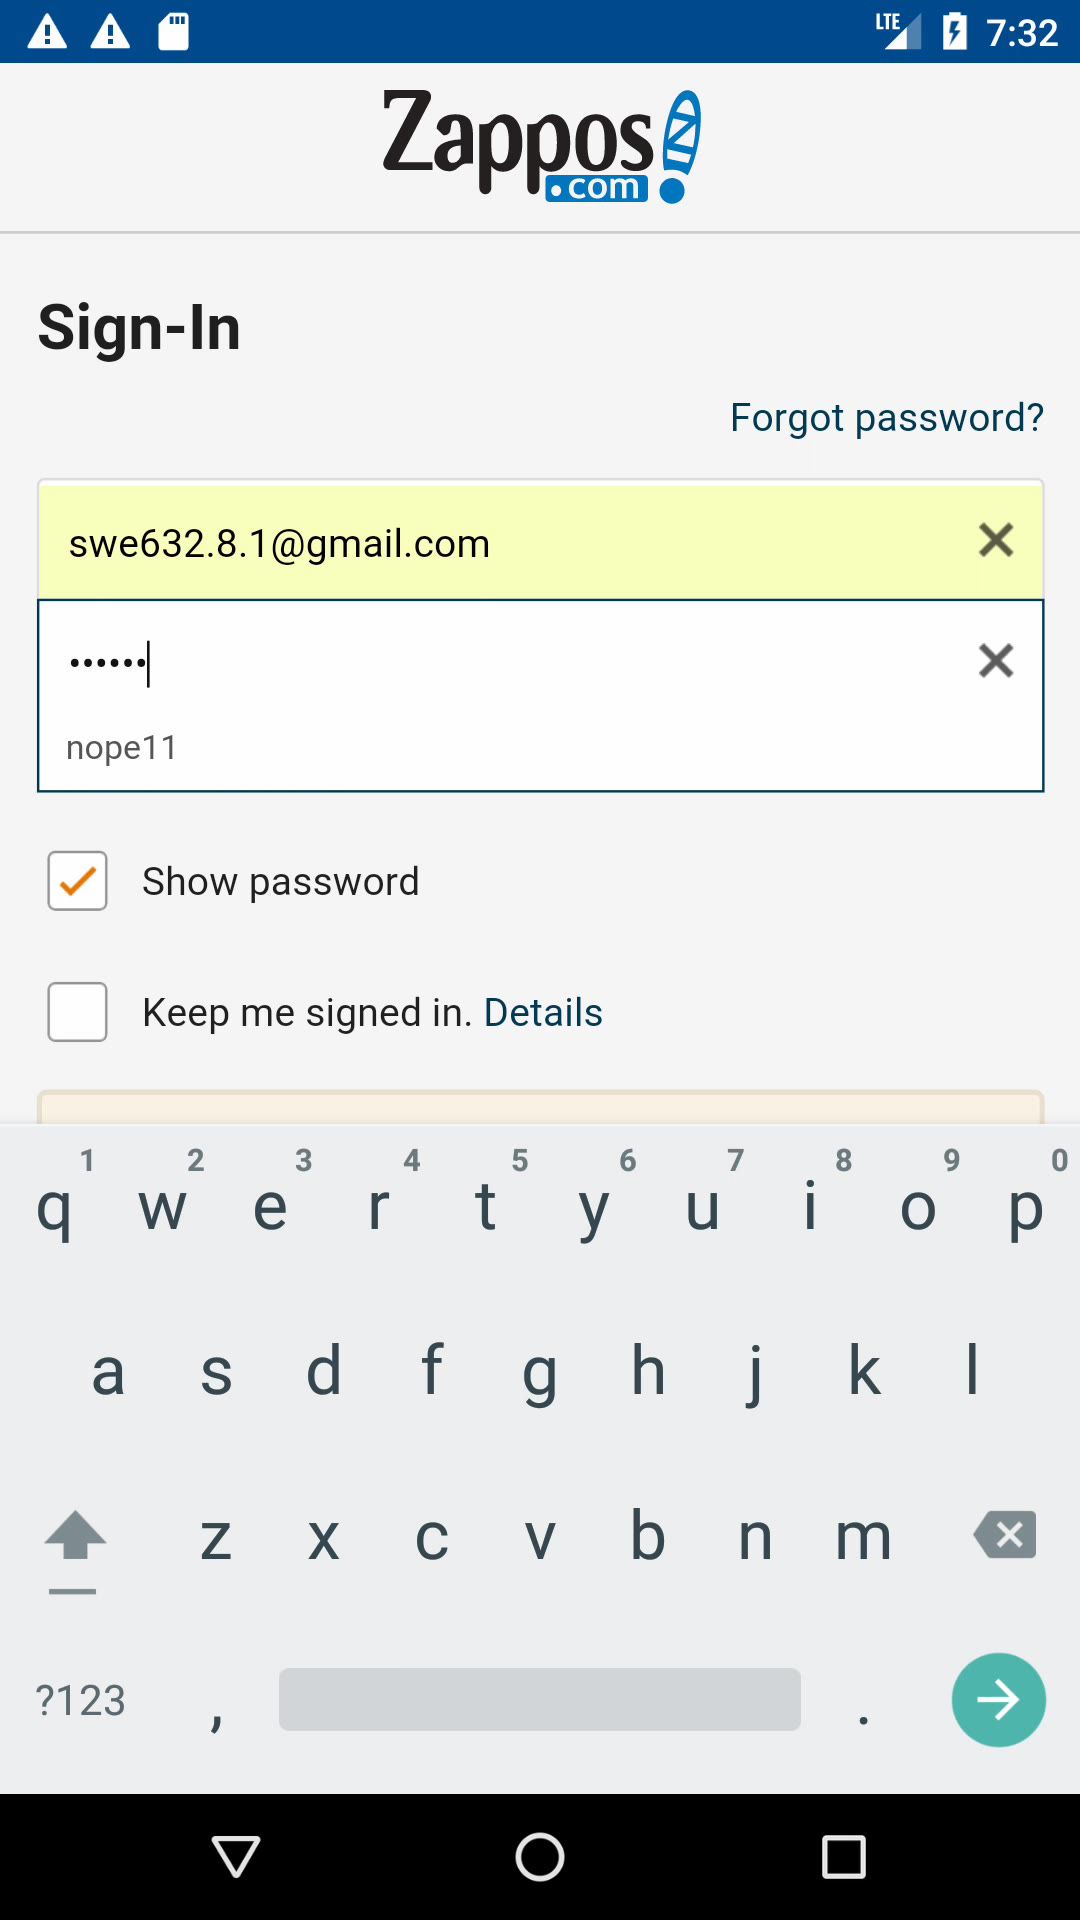 LTE 7:32
Zappos
.com
Sign-In
Forgot password?
swe632.8.1@gmail.com
••••••
nope11
Show password
Keep me signed in. Details
1 2 3 4 5 6 7 8 9 0
q w e r t y u i o p
a s d f g h j k l
z x c v b n m
?123 , .